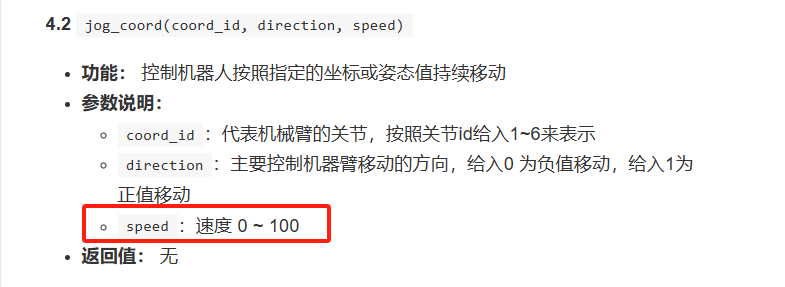 4.2 jog_coord(coord_id, direction, speed)
功能： 控制机器人按照指定的坐标或姿态值持续移动
参数说明：
coord_id：代表机械臂的关节，按照关节id给入1~6来表示
direction：主要控制机器臂移动的方向，给入0 为负值移动，给入1为
正值移动
speed：速度 0 ~ 100
返回值： 无